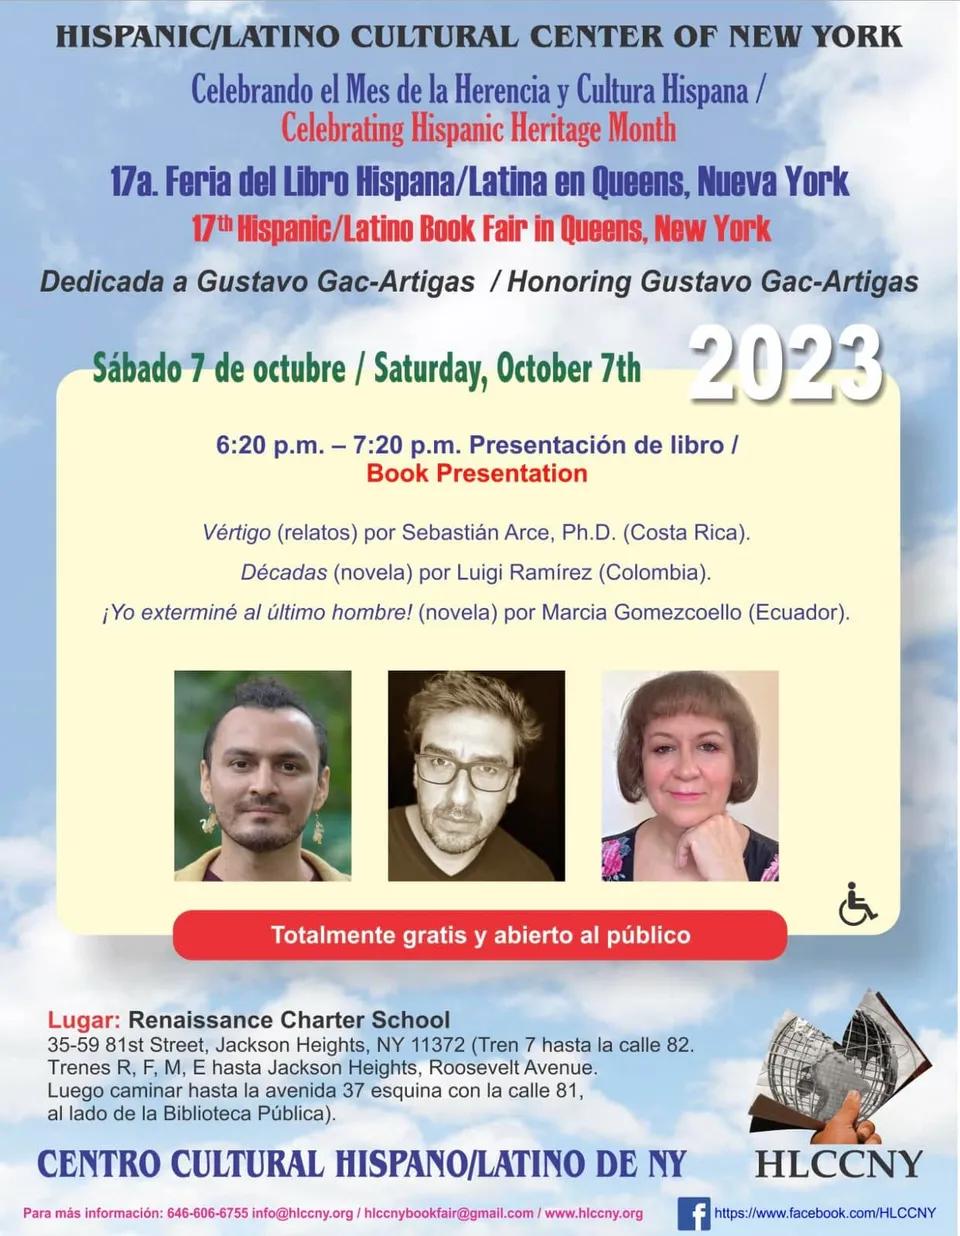 HISPANIC/LATINO CULTURAL CENTER OF NEW YORK
Celebrando el Mes de la Herencia y Cultura Hispana /
Celebrating Hispanic Heritage Month
17a. Feria del Libro Hispana/Latina en Queens, Nueva York
17th Hispanic/Latino Book Fair in Queens, New York
Dedicada a Gustavo Gac-Artigas / Honoring Gustavo Gac-Artigas
2023
Sábado 7 de octubre / Saturday, October 7th
6:20 p.m. – 7:20 p.m. Presentación de libro /
Book Presentation
Vértigo (relatos) por Sebastián Arce, Ph.D. (Costa Rica).
Décadas (novela) por Luigi Ramírez (Colombia).
¡Yo exterminé al último hombre! (novela) por Marcia Gomezcoello (Ecuador).
Totalmente gratis y abierto al público
Lugar: Renaissance Charter School
35-59 81st Street, Jackson Heights, NY 11372 (Tren 7 hasta la calle 82.
Trenes R, F, M, E hasta Jackson Heights, Roosevelt Avenue.
Luego caminar hasta la avenida 37 esquina con la calle 81,
al lado de la Biblioteca Pública).
CENTRO CULTURAL HISPANO/LATINO DE NY
HLCCNY
Para más información: 646-606-6755 info@hlccny.org / hlccnybookfair@gmail.com / www.hlccny.org
https://www.facebook.com/HLCCNY